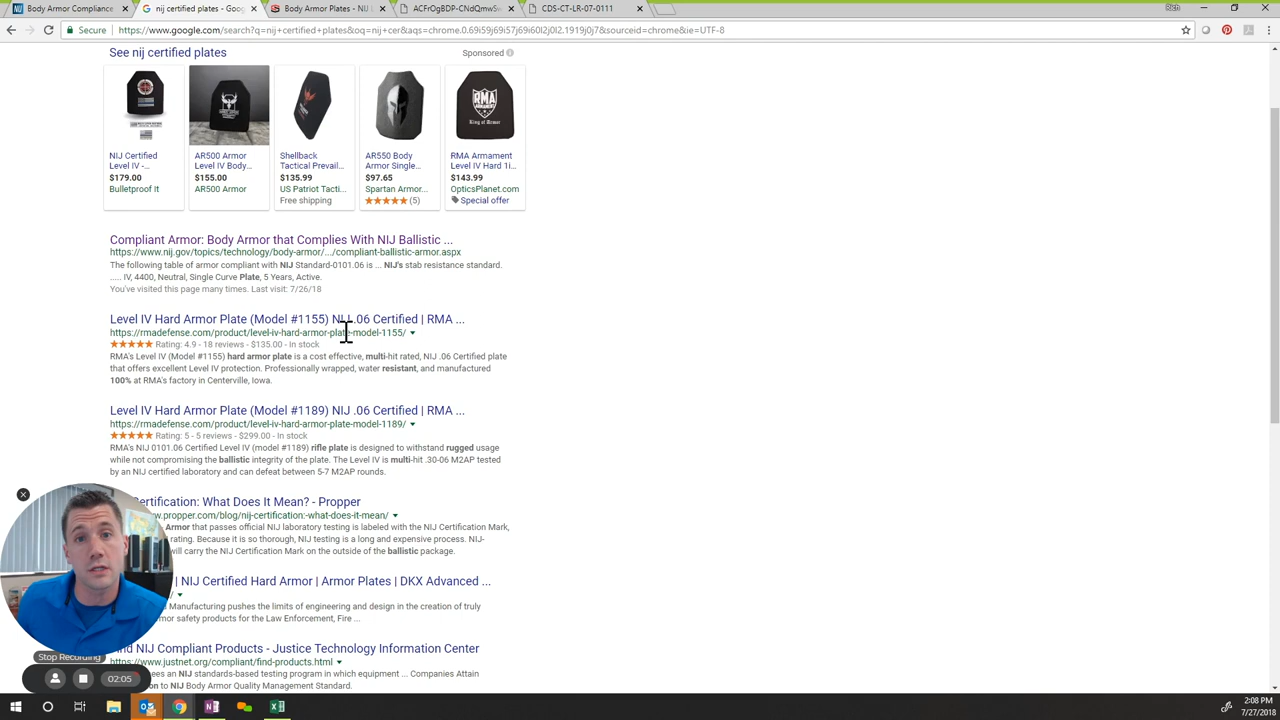 Body Armor Compliance
nij certified plates - Goog
Body Armor Plates - NIJ L
ACFrOgBDP-CNdQmwSw
CDS-CT-LR-07-0111
Rich
Secure
https://www.google.com/search?q=nij+certified+plates&oq=nij+cer&aqs=chrome.0.69i59j69i57j69i60l2j0l2.1919j0j7&sourceid=chrome&ie=UTF-8
See nij certified plates
Sponsored
NIJ Certified
Level IV -...
$179.00
Bulletproof It
AR500 Armor
Level IV Body...
$155.00
AR500 Armor
Shellback
Tactical Prevail...
$135.99
US Patriot Tacti...
Free shipping
AR550 Body
Armor Single...
$97.65
Spartan Armor...
(5)
RMA
King of Armor
RMA Armament
Level IV Hard 1i...
$143.99
OpticsPlanet.com
Special offer
Compliant Armor: Body Armor that Complies With NIJ Ballistic ...
https://www.nij.gov/topics/technology/body-armor/.../compliant-ballistic-armor.aspx
The following table of armor compliant with NIJ Standard-0101.06 is ... NIJ's stab resistance standard.
..... IV, 4400, Neutral, Single Curve Plate, 5 Years, Active.
You've visited this page many times. Last visit: 7/26/18
Level IV Hard Armor Plate (Model #1155) NIJ .06 Certified | RMA ...
https://rmadefense.com/product/level-iv-hard-armor-plate-model-1155/
Rating: 4.9 - 18 reviews - $135.00 - In stock
RMA's Level IV (Model #1155) hard armor plate is a cost effective, multi-hit rated, NIJ .06 Certified plate
that offers excellent Level IV protection. Professionally wrapped, water resistant, and manufactured
100% at RMA's factory in Centerville, Iowa.
Level IV Hard Armor Plate (Model #1189) NIJ .06 Certified | RMA ...
https://rmadefense.com/product/level-iv-hard-armor-plate-model-1189/
Rating: 5 - 5 reviews - $299.00 - In stock
RMA's NIJ 0101.06 Certified Level IV (model #1189) rifle plate is designed to withstand rugged usage
while not compromising the ballistic integrity of the plate. The Level IV is multi-hit .30-06 M2AP tested
by an NIJ certified laboratory and can defeat between 5-7 M2AP rounds.
Certification: What Does It Mean? - Propper
w.propper.com/blog/nij-certification:-what-does-it-mean/
Armor that passes official NIJ laboratory testing is labeled with the NIJ Certification Mark,
rating. Because it is so thorough, NIJ testing is a long and expensive process. NIJ-
will carry the NIJ Certification Mark on the outside of the ballistic package.
| NIJ Certified Hard Armor | Armor Plates | DKX Advanced ...
Manufacturing pushes the limits of engineering and design in the creation of truly
mor safety products for the Law Enforcement, Fire ...
ind NIJ Compliant Products - Justice Technology Information Center
https://www.justnet.org/compliant/find-products.html
ees an NIJ standards-based testing program in which equipment ... Companies Attain
on to NIJ Body Armor Quality Management Standard.
Stop Recording
02:05
2:08 PM
7/27/2018